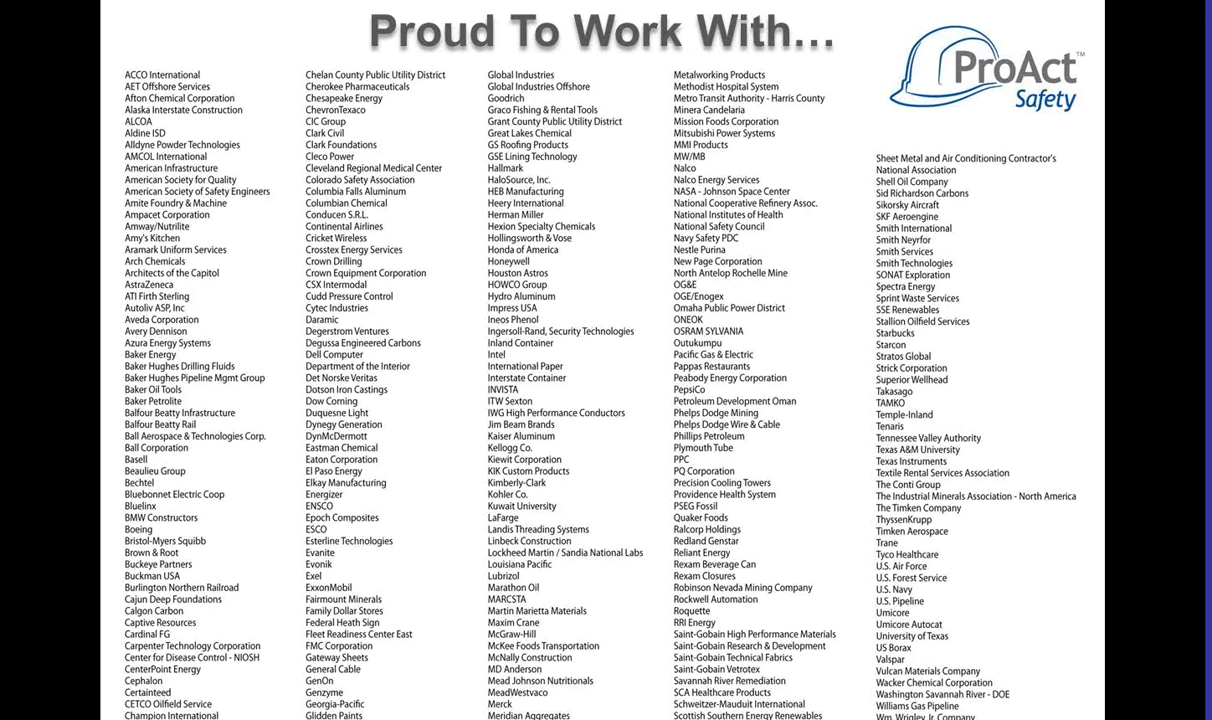 Proud To Work With...
ProAct™
Safety
ACCO International
AET Offshore Services
Afton Chemical Corporation
Alaska Interstate Construction
ALCOA
Aldine ISD
Alldyne Powder Technologies
AMCOL International
American Infrastructure
American Society for Quality
American Society of Safety Engineers
Amite Foundry & Machine
Ampacet Corporation
Amway/Nutrilite
Amy's Kitchen
Aramark Uniform Services
Arch Chemicals
Architects of the Capitol
AstraZeneca
ATI Firth Sterling
Autoliv ASP, Inc
Aveda Corporation
Avery Dennison
Azura Energy Systems
Baker Energy
Baker Hughes Drilling Fluids
Baker Hughes Pipeline Mgmt Group
Baker Oil Tools
Baker Petrolite
Balfour Beatty Infrastructure
Balfour Beatty Rail
Ball Aerospace & Technologies Corp.
Ball Corporation
Basell
Beaulieu Group
Bechtel
Bluebonnet Electric Coop
Bluelinx
BMW Constructors
Boeing
Bristol-Myers Squibb
Brown & Root
Buckeye Partners
Buckman USA
Burlington Northern Railroad
Cajun Deep Foundations
Calgon Carbon
Captive Resources
Cardinal FG
Carpenter Technology Corporation
Center for Disease Control - NIOSH
CenterPoint Energy
Cephalon
Certainteed
CETCO Oilfield Service
Champion International
Chelan County Public Utility District
Cherokee Pharmaceuticals
Chesapeake Energy
ChevronTexaco
CIC Group
Clark Civil
Clark Foundations
Cleco Power
Cleveland Regional Medical Center
Colorado Safety Association
Columbia Falls Aluminum
Columbian Chemical
Conducen S.R.L.
Continental Airlines
Cricket Wireless
Crosstex Energy Services
Crown Drilling
Crown Equipment Corporation
CSX Intermodal
Cudd Pressure Control
Cytec Industries
Daramic
Degerstrom Ventures
Degussa Engineered Carbons
Dell Computer
Department of the Interior
Det Norske Veritas
Dotson Iron Castings
Dow Corning
Duquesne Light
Dynegy Generation
DynMcDermott
Eastman Chemical
Eaton Corporation
El Paso Energy
Elkay Manufacturing
Energizer
ENSCO
Epoch Composites
ESCO
Esterline Technologies
Evanite
Evonik
Exel
ExxonMobil
Fairmount Minerals
Family Dollar Stores
Federal Heath Sign
Fleet Readiness Center East
FMC Corporation
Gateway Sheets
General Cable
GenOn
Genzyme
Georgia-Pacific
Glidden Paints
Global Industries
Global Industries Offshore
Goodrich
Graco Fishing & Rental Tools
Grant County Public Utility District
Great Lakes Chemical
GS Roofing Products
GSE Lining Technology
Hallmark
HaloSource, Inc.
HEB Manufacturing
Heery International
Herman Miller
Hexion Specialty Chemicals
Hollingsworth & Vose
Honda of America
Honeywell
Houston Astros
HOWCO Group
Hydro Aluminum
Impress USA
Ineos Phenol
Ingersoll-Rand, Security Technologies
Inland Container
Intel
International Paper
Interstate Container
INVISTA
ITW Sexton
IWG High Performance Conductors
Jim Beam Brands
Kaiser Aluminum
Kellogg Co.
Kiewit Corporation
KIK Custom Products
Kimberly-Clark
Kohler Co.
Kuwait University
LaFarge
Landis Threading Systems
Linbeck Construction
Lockheed Martin / Sandia National Labs
Louisiana Pacific
Lubrizol
Marathon Oil
MARCSTA
Martin Marietta Materials
Maxim Crane
McGraw-Hill
McKee Foods Transportation
McNally Construction
MD Anderson
Mead Johnson Nutritionals
MeadWestvaco
Merck
Meridian Aggregates
Metalworking Products
Methodist Hospital System
Metro Transit Authority - Harris County
Minera Candelaria
Mission Foods Corporation
Mitsubishi Power Systems
MMI Products
MW/MB
Nalco
Nalco Energy Services
NASA - Johnson Space Center
National Cooperative Refinery Assoc.
National Institutes of Health
National Safety Council
Navy Safety PDC
Nestle Purina
New Page Corporation
North Antelop Rochelle Mine
OG&E
OGE/Enogex
Omaha Public Power District
ONEOK
OSRAM SYLVANIA
Outukumpu
Pacific Gas & Electric
Pappas Restaurants
Peabody Energy Corporation
PepsiCo
Petroleum Development Oman
Phelps Dodge Mining
Phelps Dodge Wire & Cable
Phillips Petroleum
Plymouth Tube
PPC
PQ Corporation
Precision Cooling Towers
Providence Health System
PSEG Fossil
Quaker Foods
Ralcorp Holdings
Redland Genstar
Reliant Energy
Rexam Beverage Can
Rexam Closures
Robinson Nevada Mining Company
Rockwell Automation
Roquette
RRI Energy
Saint-Gobain High Performance Materials
Saint-Gobain Research & Development
Saint-Gobain Technical Fabrics
Saint-Gobain Vetrotex
Savannah River Remediation
SCA Healthcare Products
Schweitzer-Mauduit International
Scottish Southern Energy Renewables
Sheet Metal and Air Conditioning Contractor's
National Association
Shell Oil Company
Sid Richardson Carbons
Sikorsky Aircraft
SKF Aeroengine
Smith International
Smith Neyrfor
Smith Services
Smith Technologies
SONAT Exploration
Spectra Energy
Sprint Waste Services
SSE Renewables
Stallion Oilfield Services
Starbucks
Starcon
Stratos Global
Strick Corporation
Superior Wellhead
Takasago
TAMKO
Temple-Inland
Tenaris
Tennessee Valley Authority
Texas A&M University
Texas Instruments
Textile Rental Services Association
The Conti Group
The Industrial Minerals Association - North America
The Timken Company
ThyssenKrupp
Timken Aerospace
Trane
Tyco Healthcare
U.S. Air Force
U.S. Forest Service
U.S. Navy
U.S. Pipeline
Umicore
Umicore Autocat
University of Texas
US Borax
Valspar
Vulcan Materials Company
Wacker Chemical Corporation
Washington Savannah River - DOE
Williams Gas Pipeline
Wm. Wrigley Jr. Company